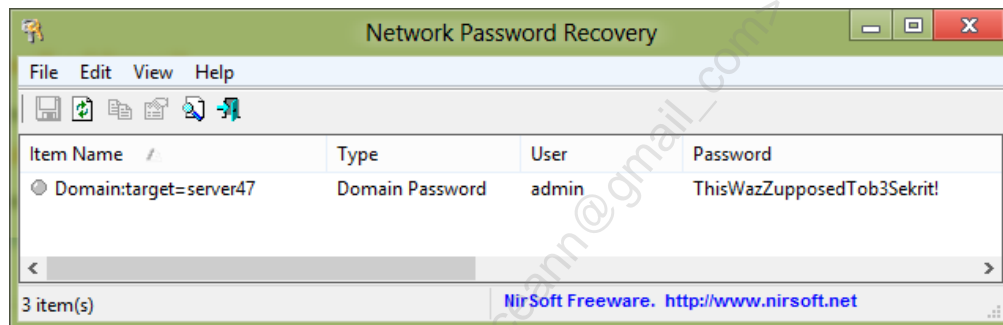 Network Password Recovery
File Edit View Help
Item Name Type User Password
Domain:target=server47 Domain Password admin ThisWazZupposedTob3Sekrit!
3 item(s) NirSoft Freeware. http://www.nirsoft.net